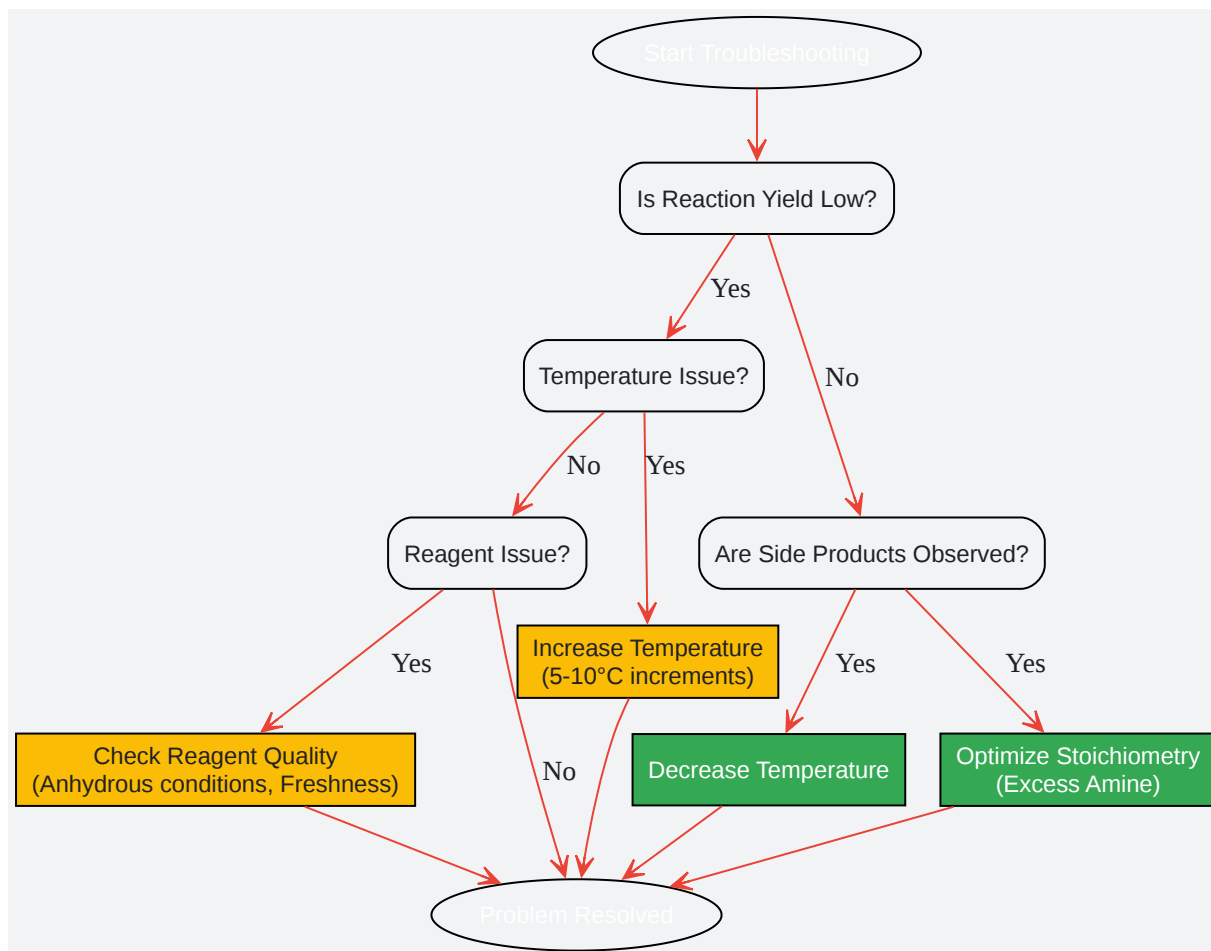 Start Troubleshooting
Is Reaction Yield Low?
Yes
Temperature Issue?
No
No
Yes
Reagent Issue?
Are Side Products Observed?
Increase Temperature
(5-10°C increments)
Yes
Yes
Yes
Check Reagent Quality
(Anhydrous conditions, Freshness)
No
Decrease Temperature
Optimize Stoichiometry
(Excess Amine)
Problem Resolved